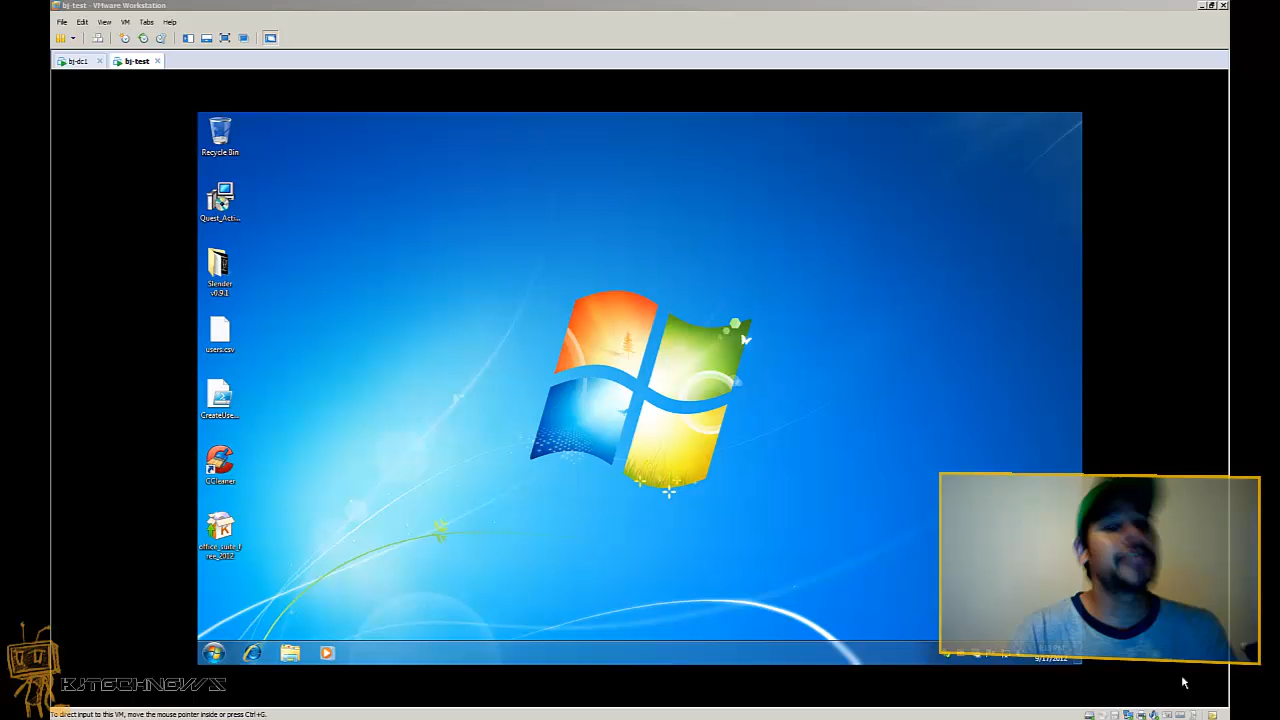 bj-test - VMware Workstation
File Edit View VM Tabs Help
bj-dc1
bj-test
Recycle Bin
Quest_Acti...
Slender
v0.9.1
users.csv
CreateUse...
CCleaner
office_suite_f
ree_2012
9/17/2012
BJTECHNEWS
To direct input to this VM, move the mouse pointer inside or press Ctrl+G.